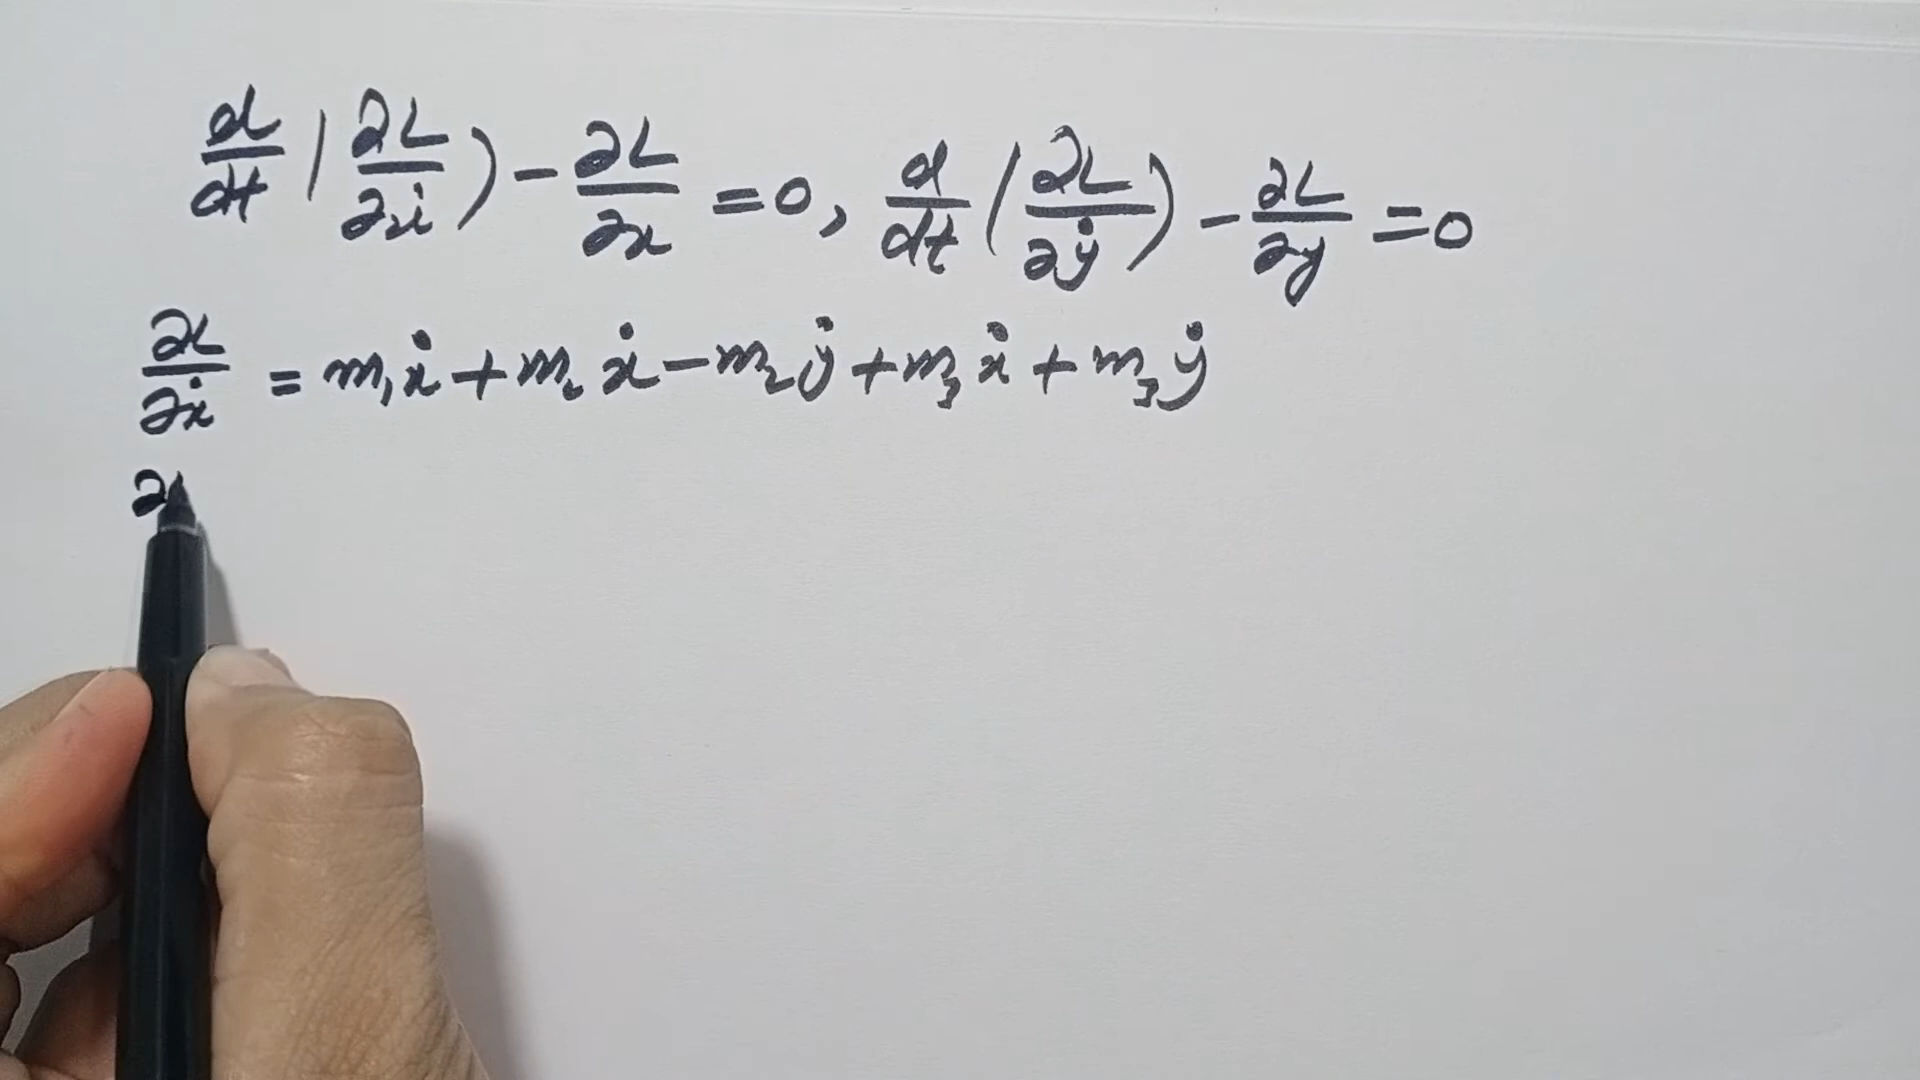 d/dt (∂L/∂ẋ) - ∂L/∂x = 0, d/dt (∂L/∂ẏ) - ∂L/∂y = 0
∂L/∂ẋ = m₁ẋ + m₂ẋ - m₂ẏ + m₃ẋ + m₃ẏ
∂